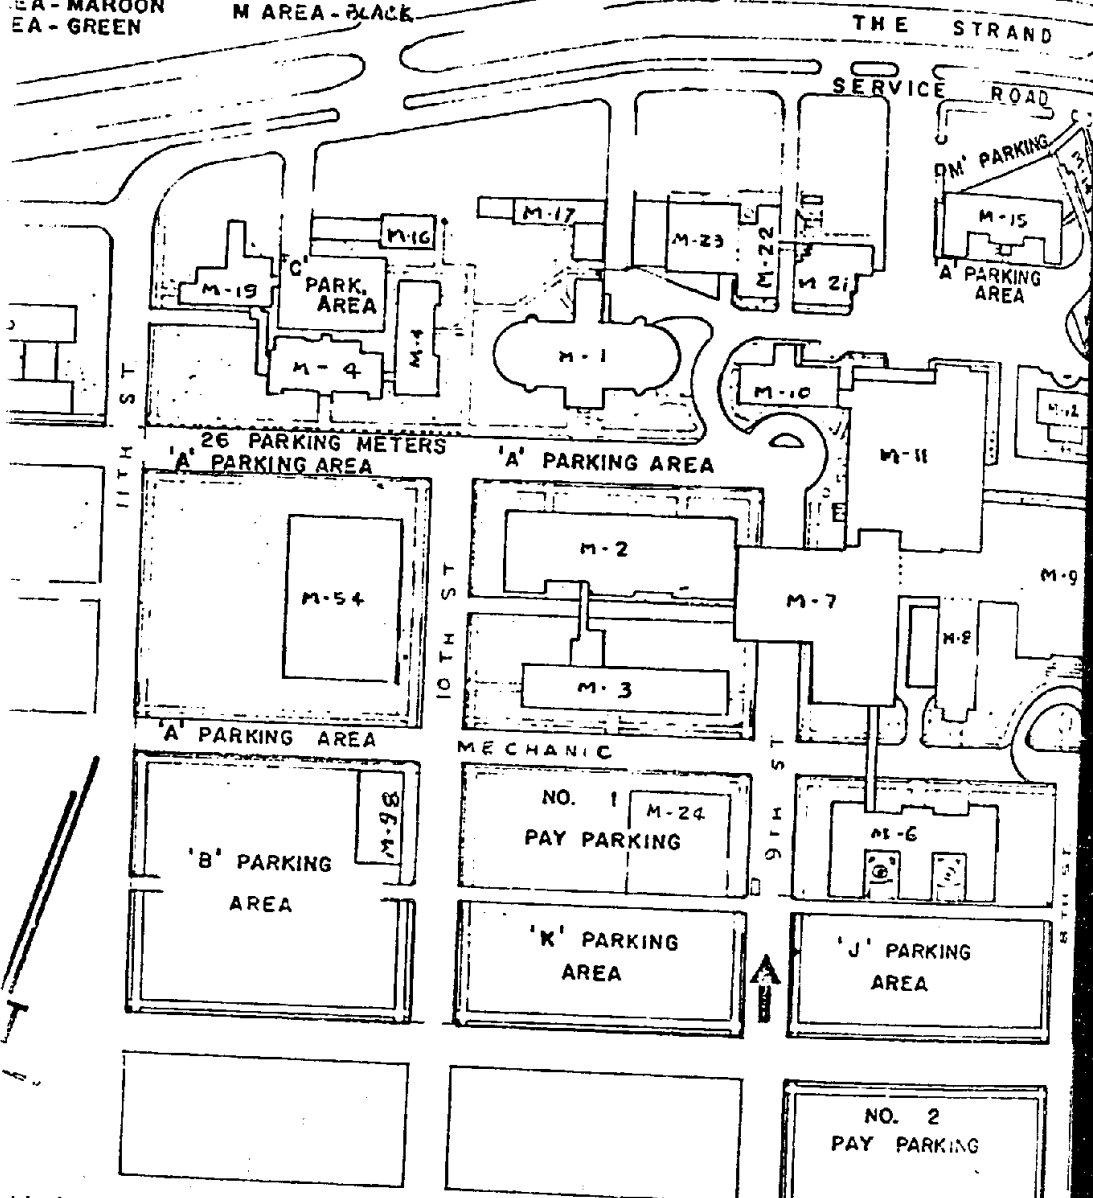 EA - MAROON
EA - GREEN
M AREA - BLACK
THE STRAND
SERVICE ROAD
'M' PARKING
M-15
'A' PARKING
AREA
M-17
M-16
M-23
M-22
M-21
'C'
PARK.
AREA
M-19
M-4
M-1
M-10
M-12
M-11
11TH ST
26 PARKING METERS
'A' PARKING AREA
'A' PARKING AREA
M-2
M-54
10TH ST
M-7
M-9
M-8
M-3
'A' PARKING AREA
MECHANIC
9TH ST
M-98
NO. 1
PAY PARKING
M-24
M-6
'B' PARKING
AREA
8TH ST
'K' PARKING
AREA
'J' PARKING
AREA
NO. 2
PAY PARKING